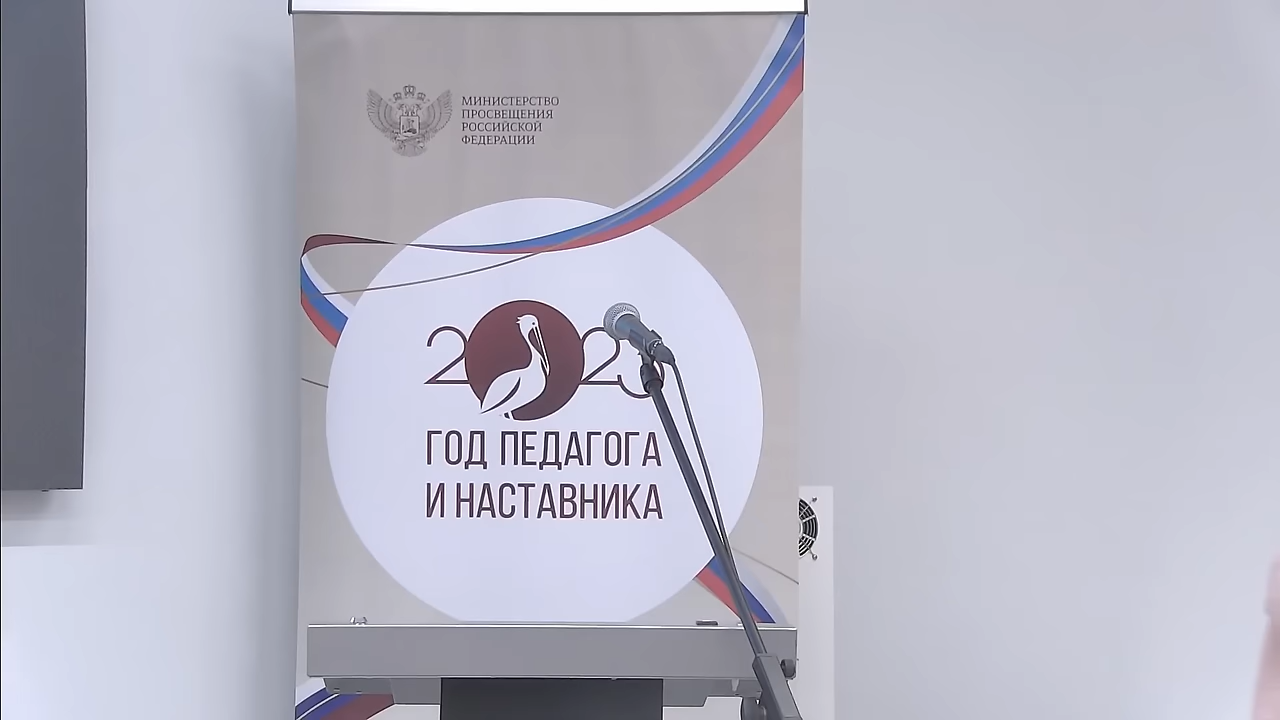 МИНИСТЕРСТВО
ПРОСВЕЩЕНИЯ
РОССИЙСКОЙ
ФЕДЕРАЦИИ
2023
ГОД ПЕДАГОГА
И НАСТАВНИКА